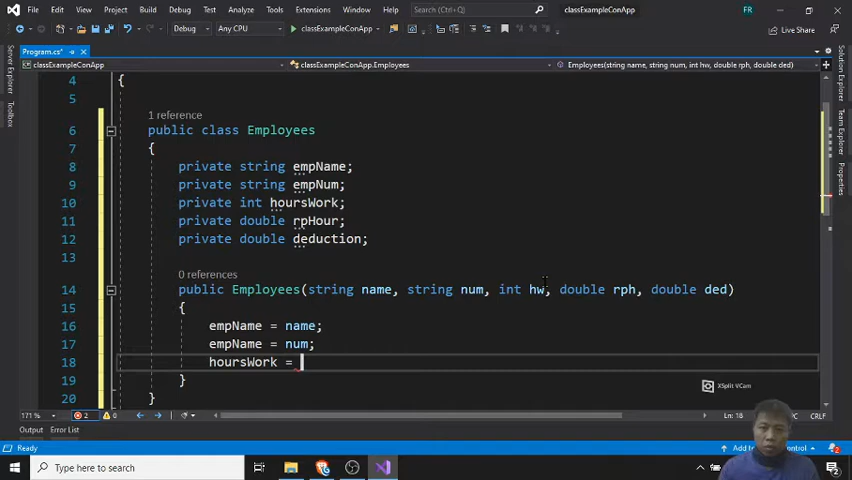 File Edit View Project Build Debug Test Analyze Tools Extensions Window Help Search (Ctrl+Q) classExampleConApp FR
Debug Any CPU classExampleConApp Live Share
Program.cs*
classExampleConApp classExampleConApp.Employees Employees(string name, string num, int hw, double rph, double ded)
Server Explorer
Toolbox
Solution Explorer
Team Explorer
Properties
4 {
5
1 reference
6 public class Employees
7 {
8 private string empName;
9 private string empNum;
10 private int hoursWork;
11 private double rpHour;
12 private double deduction;
13
0 references
14 public Employees(string name, string num, int hw, double rph, double ded)
15 {
16 empName = name;
17 empName = num;
18 hoursWork =
19 }
20 }
XSplit VCam
171 % 2 0 Ln: 18 CRLF
Output Error List
Ready Add to 2
Type here to search 2